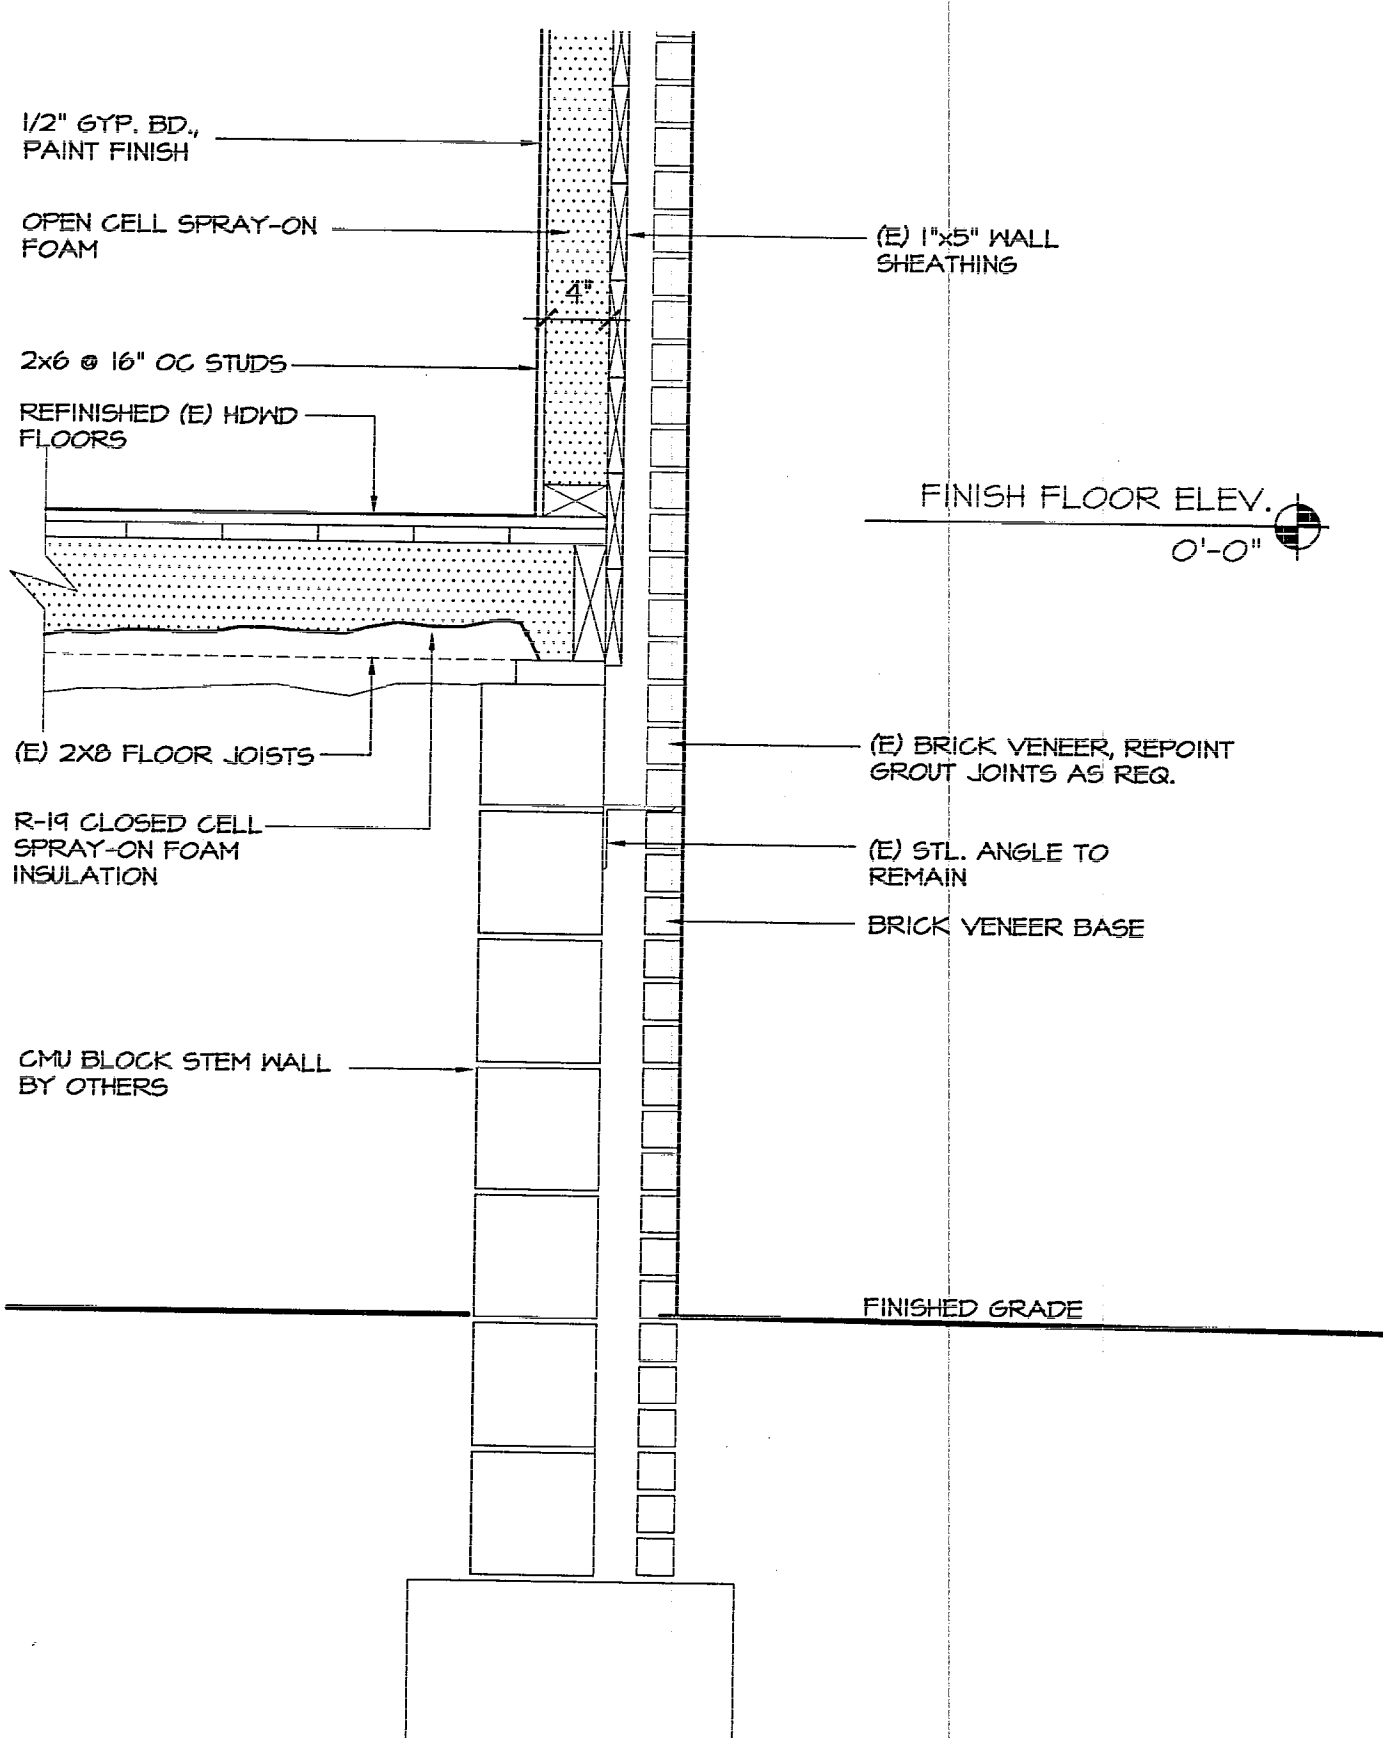 1/2" GYP. BD.,
PAINT FINISH
OPEN CELL SPRAY-ON
FOAM
4"
2x6 @ 16" OC STUDS
REFINISHED (E) HDWD
FLOORS
(E) 2X8 FLOOR JOISTS
R-19 CLOSED CELL
SPRAY-ON FOAM
INSULATION
CMU BLOCK STEM WALL
BY OTHERS
(E) 1"x5" WALL
SHEATHING
FINISH FLOOR ELEV.
0'-0"
(E) BRICK VENEER, REPOINT
GROUT JOINTS AS REQ.
(E) STL. ANGLE TO
REMAIN
BRICK VENEER BASE
FINISHED GRADE